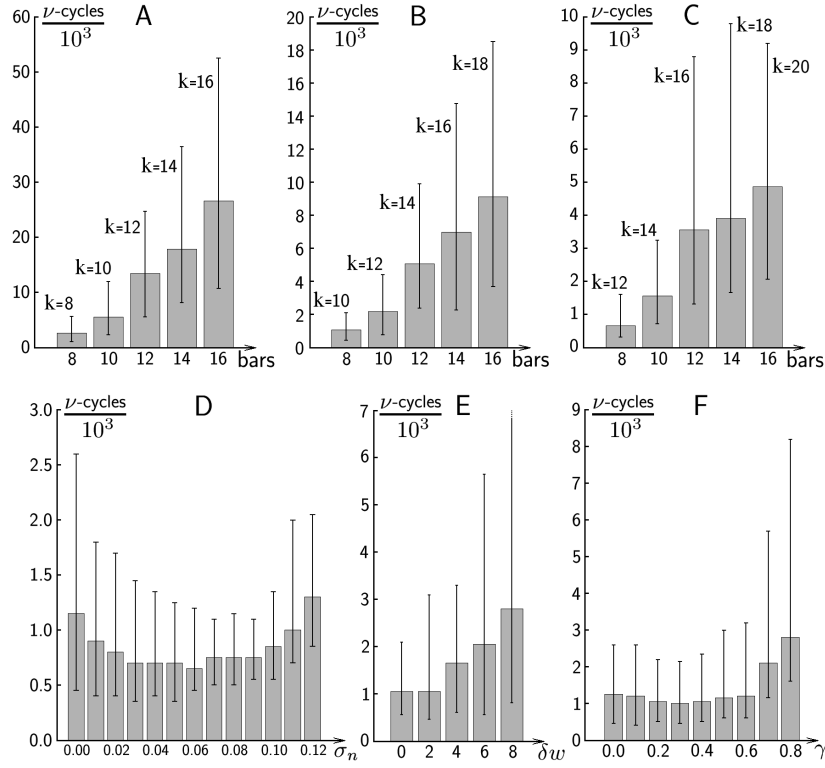 ν-cycles
10³
A
60
50
40
30
20
10
0
k=8
k=10
k=12
k=14
k=16
8 10 12 14 16 bars
ν-cycles
10³
B
20
18
16
14
12
10
8
6
4
2
0
k=10
k=12
k=14
k=16
k=18
8 10 12 14 16 bars
ν-cycles
10³
C
10
9
8
7
6
5
4
3
2
1
0
k=12
k=14
k=16
k=18
k=20
8 10 12 14 16 bars
ν-cycles
10³
D
3.0
2.5
2.0
1.5
1.0
0.5
0.0
0.00 0.02 0.04 0.06 0.08 0.10 0.12 σₙ
ν-cycles
10³
E
7
6
5
4
3
2
1
0
0 2 4 6 8 δw
ν-cycles
10³
F
9
8
7
6
5
4
3
2
1
0
0.0 0.2 0.4 0.6 0.8 γ